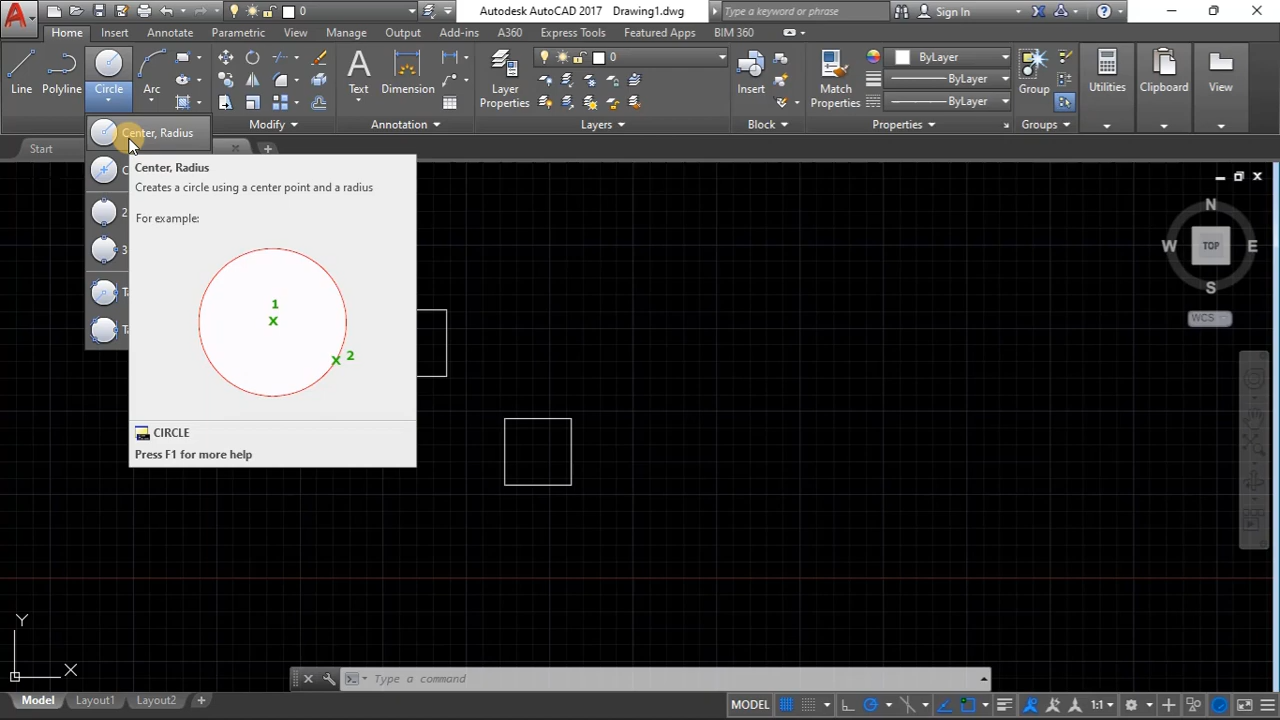 A
0
Autodesk AutoCAD 2017 Drawing1.dwg
Type a keyword or phrase
Sign In
?
Home Insert Annotate Parametric View Manage Output Add-ins A360 Express Tools Featured Apps BIM 360
Line Polyline Circle Arc
Modify
A Text Dimension
Annotation
Layer Properties
0
Layers
Insert
Block
Match Properties
ByLayer
ByLayer
ByLayer
Properties
Group
Groups
Utilities
Clipboard
View
Start
+
Center, Radius
2
3
Center, Radius
Creates a circle using a center point and a radius
For example:
1
x
x 2
CIRCLE
Press F1 for more help
N
W TOP E
S
WCS
Y
X
Type a command
Model Layout1 Layout2 +
MODEL 1:1